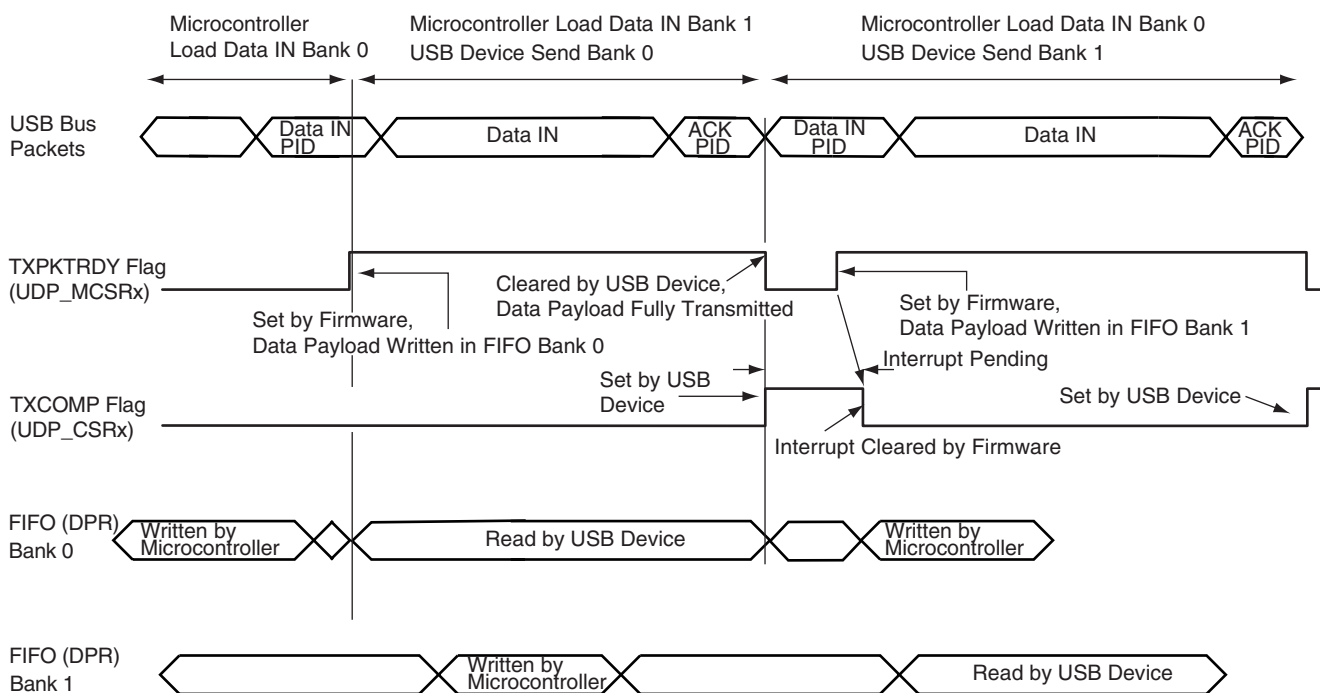 Microcontroller
Load Data IN Bank 0
Microcontroller Load Data IN Bank 1
USB Device Send Bank 0
Microcontroller Load Data IN Bank 0
USB Device Send Bank 1
USB Bus
Packets
Data IN
PID
Data IN
ACK
PID
Data IN
PID
Data IN
ACK
PID
TXPKTRDY Flag
(UDP_MCSRx)
Set by Firmware,
Data Payload Written in FIFO Bank 0
Cleared by USB Device,
Data Payload Fully Transmitted
Set by Firmware,
Data Payload Written in FIFO Bank 1
Interrupt Pending
Set by USB
Device
Set by USB Device
TXCOMP Flag
(UDP_CSRx)
Interrupt Cleared by Firmware
FIFO (DPR)
Bank 0
Written by
Microcontroller
Read by USB Device
Written by
Microcontroller
FIFO (DPR)
Bank 1
Written by
Microcontroller
Read by USB Device